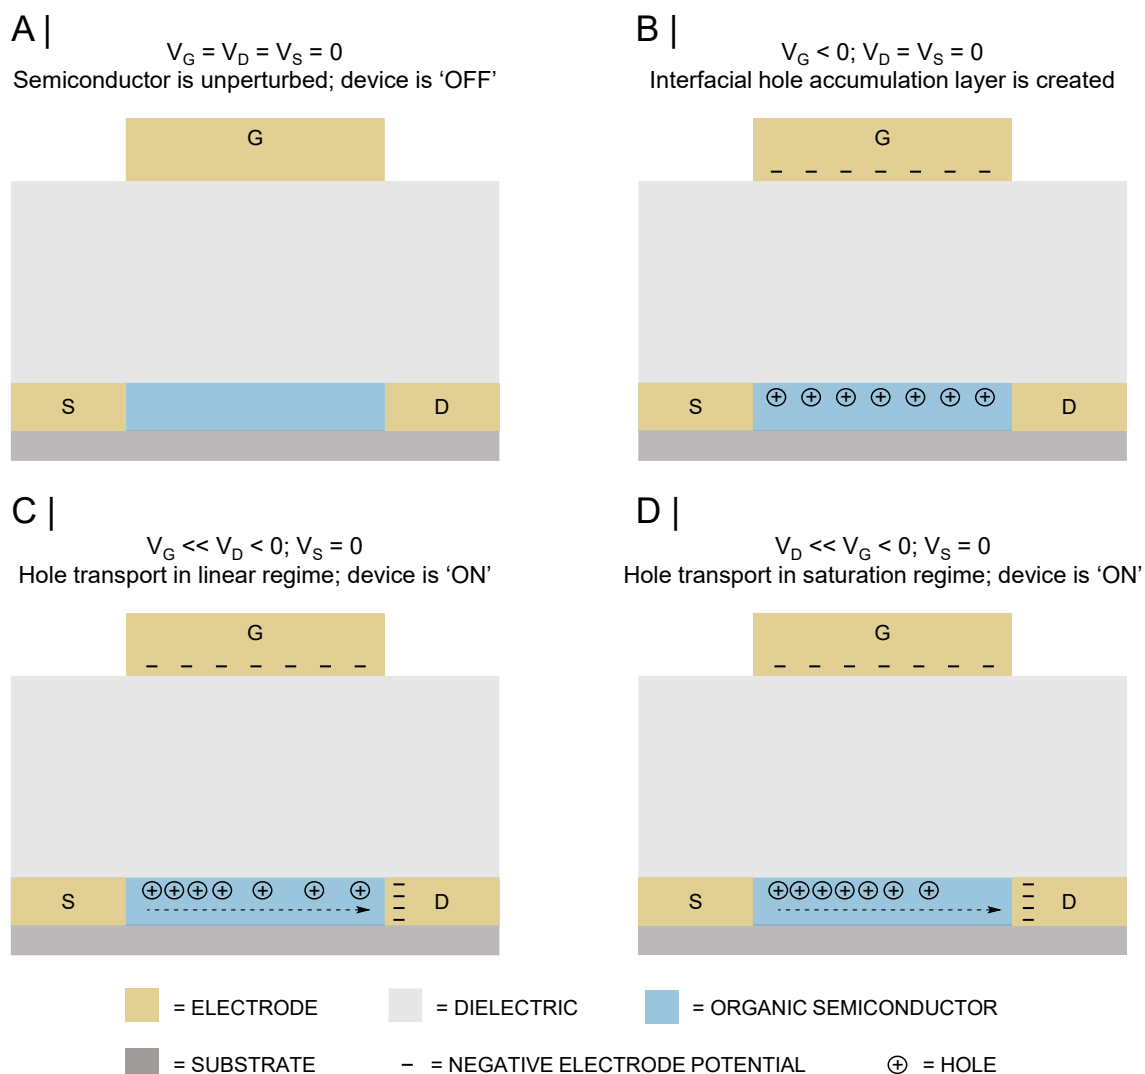 A |
V_G = V_D = V_S = 0
Semiconductor is unperturbed; device is ‘OFF’
G
S
D
B |
V_G < 0; V_D = V_S = 0
Interfacial hole accumulation layer is created
G
– – – – – – –
+ + + + + + +
S
D
C |
V_G << V_D < 0; V_S = 0
Hole transport in linear regime; device is ‘ON’
G
– – – – – – –
+ + + + + + +
– – – –
S
D
D |
V_D << V_G < 0; V_S = 0
Hole transport in saturation regime; device is ‘ON’
G
– – – – – – –
+ + + + + + +
– – – –
S
D
= ELECTRODE
= DIELECTRIC
= ORGANIC SEMICONDUCTOR
= SUBSTRATE
– = NEGATIVE ELECTRODE POTENTIAL
⊕ = HOLE